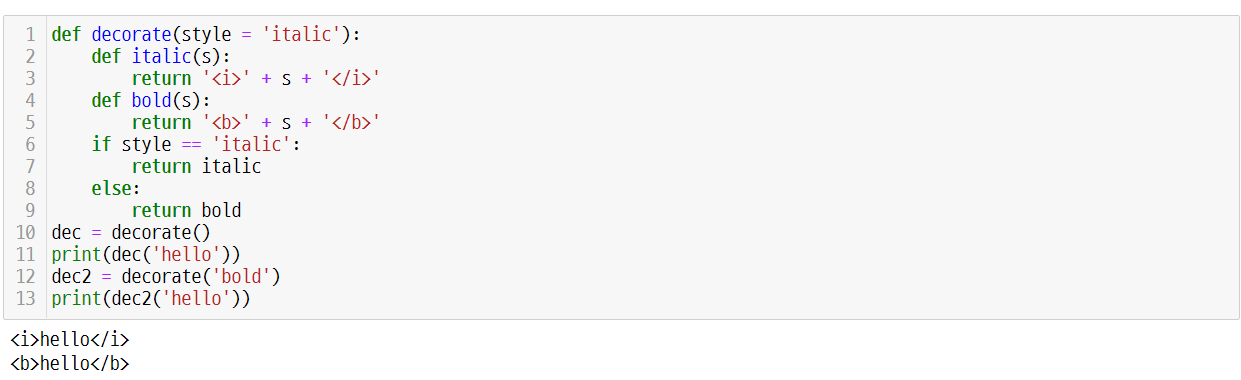 1 def decorate(style = 'italic'):
2     def italic(s):
3         return '<i>' + s + '</i>'
4     def bold(s):
5         return '<b>' + s + '</b>'
6     if style == 'italic':
7         return italic
8     else:
9         return bold
10 dec = decorate()
11 print(dec('hello'))
12 dec2 = decorate('bold')
13 print(dec2('hello'))
<i>hello</i>
<b>hello</b>